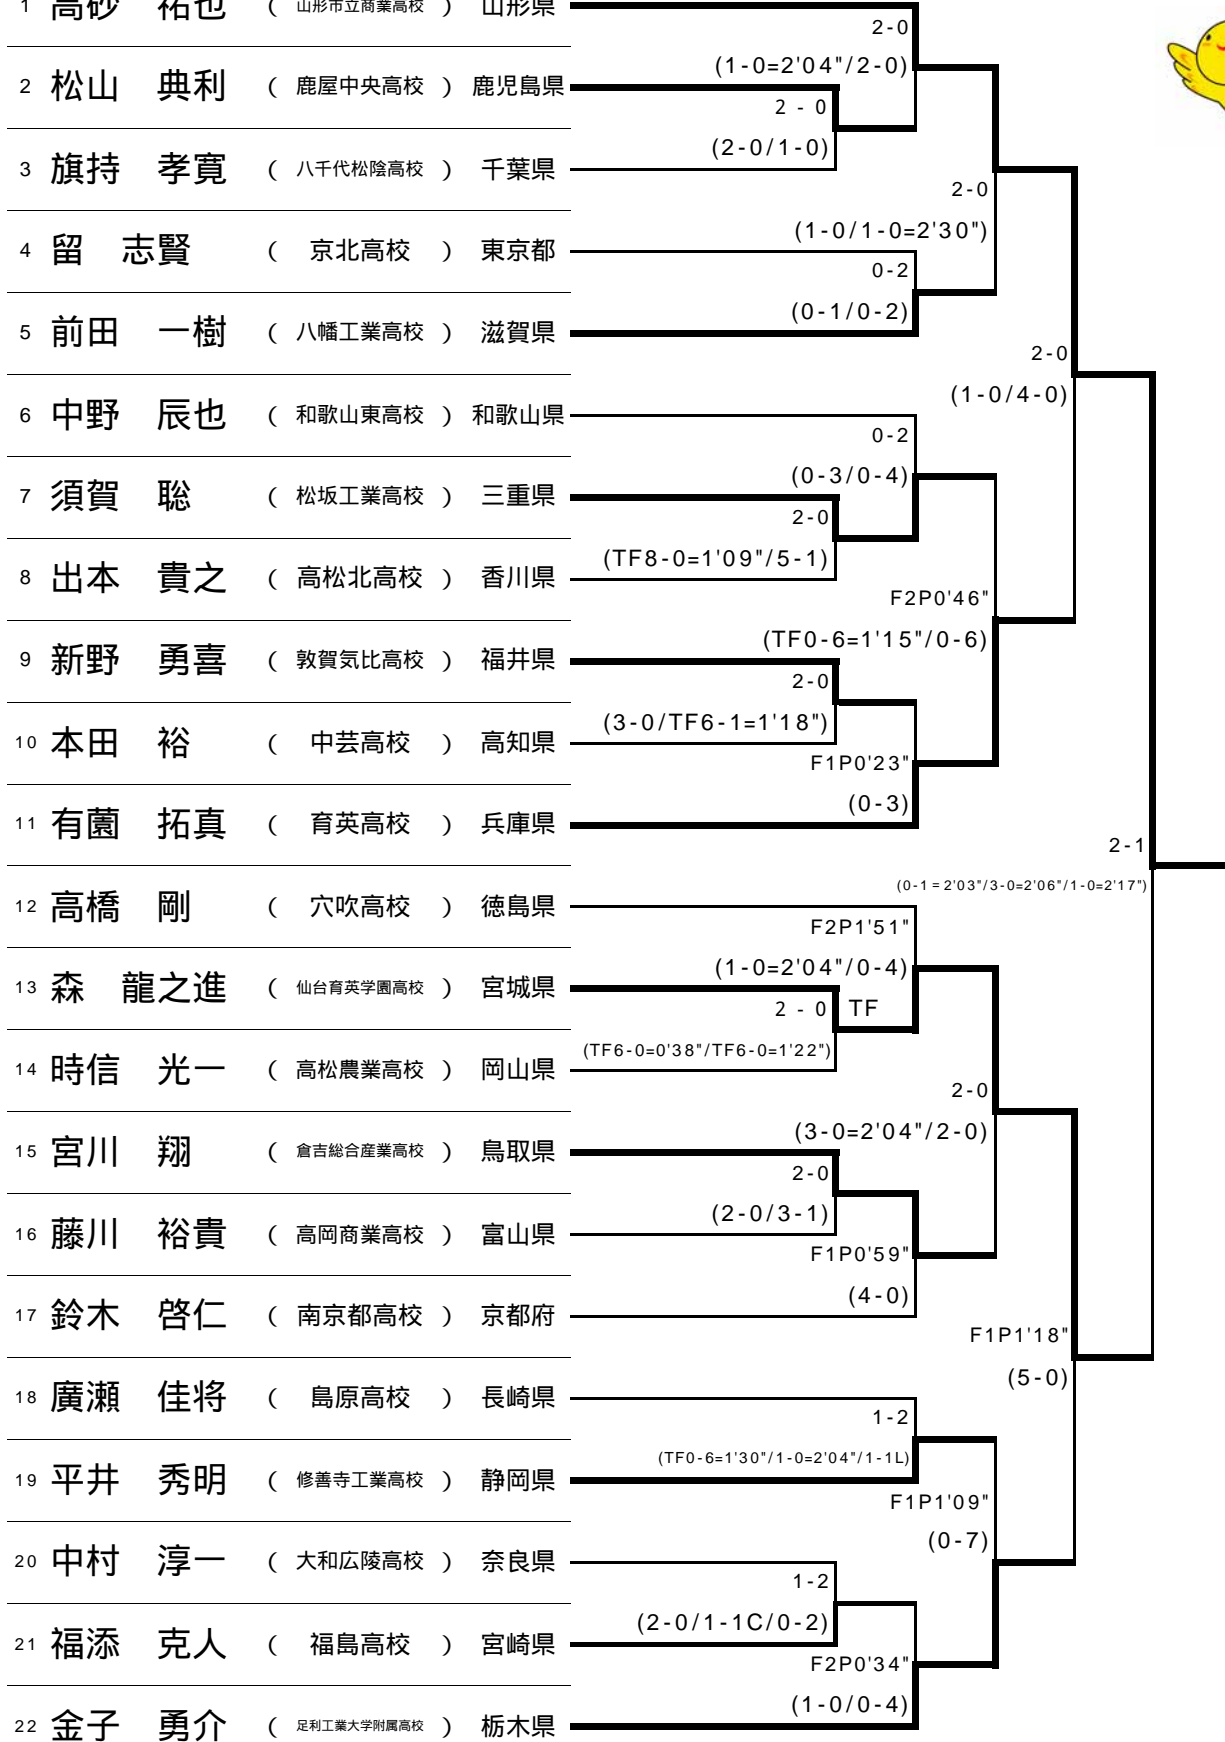 1 高砂 祐也 ( 山形市立商業高校 ) 山形県
2-0
(1-0=2'04"/2-0)
2 松山 典利 ( 鹿屋中央高校 ) 鹿児島県
2 - 0
(2-0/1-0)
3 旗持 孝寛 ( 八千代松陰高校 ) 千葉県
2-0
(1-0/1-0=2'30")
4 留 志賢 ( 京北高校 ) 東京都
0-2
(0-1/0-2)
5 前田 一樹 ( 八幡工業高校 ) 滋賀県
2-0
(1-0/4-0)
6 中野 辰也 ( 和歌山東高校 ) 和歌山県
0-2
(0-3/0-4)
7 須賀 聡 ( 松坂工業高校 ) 三重県
2-0
(TF8-0=1'09"/5-1)
8 出本 貴之 ( 高松北高校 ) 香川県
F2P0'46"
(TF0-6=1'15"/0-6)
9 新野 勇喜 ( 敦賀気比高校 ) 福井県
2-0
(3-0/TF6-1=1'18")
10 本田 裕 ( 中芸高校 ) 高知県
F1P0'23"
(0-3)
11 有薗 拓真 ( 育英高校 ) 兵庫県
2-1
(0-1=2'03"/3-0=2'06"/1-0=2'17")
12 高橋 剛 ( 穴吹高校 ) 徳島県
F2P1'51"
(1-0=2'04"/0-4)
13 森 龍之進 ( 仙台育英学園高校 ) 宮城県
2 - 0 TF
(TF6-0=0'38"/TF6-0=1'22")
14 時信 光一 ( 高松農業高校 ) 岡山県
2-0
(3-0=2'04"/2-0)
15 宮川 翔 ( 倉吉総合産業高校 ) 鳥取県
2-0
(2-0/3-1)
16 藤川 裕貴 ( 高岡商業高校 ) 富山県
F1P0'59"
(4-0)
17 鈴木 啓仁 ( 南京都高校 ) 京都府
F1P1'18"
(5-0)
18 廣瀬 佳将 ( 島原高校 ) 長崎県
1-2
(TF0-6=1'30"/1-0=2'04"/1-1L)
19 平井 秀明 ( 修善寺工業高校 ) 静岡県
F1P1'09"
(0-7)
20 中村 淳一 ( 大和広陵高校 ) 奈良県
1-2
(2-0/1-1C/0-2)
21 福添 克人 ( 福島高校 ) 宮崎県
F2P0'34"
(1-0/0-4)
22 金子 勇介 ( 足利工業大学附属高校 ) 栃木県